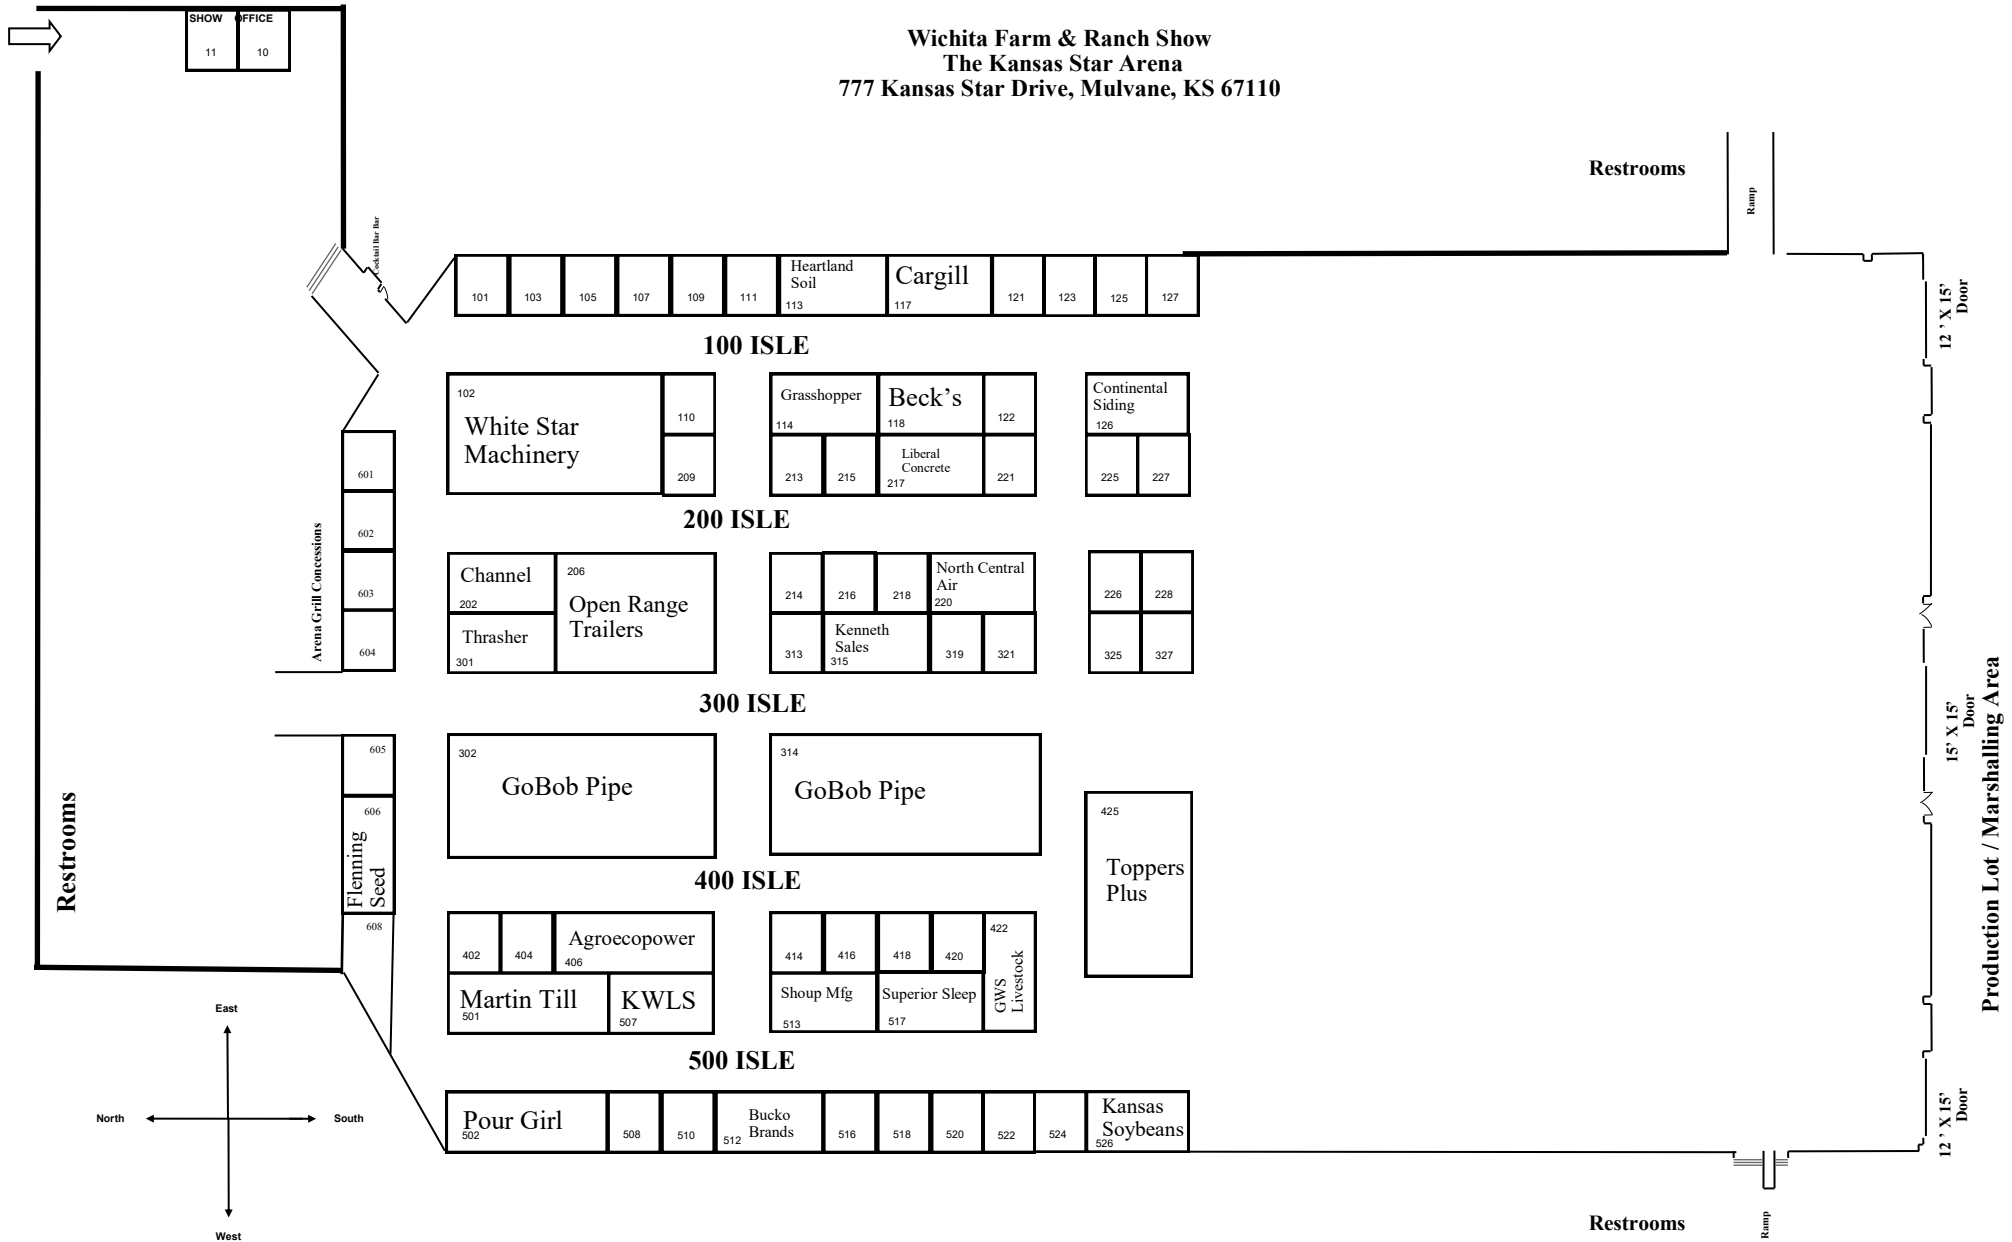 SHOW OFFICE
11 10
Wichita Farm & Ranch Show
The Kansas Star Arena
777 Kansas Star Drive, Mulvane, KS 67110
Restrooms
Ramp
Cocktail Bar Bar
Heartland
Soil
Cargill
101 103 105 107 109 111 113 117 121 123 125 127
12 ' X 15'
Door
100 ISLE
102
White Star
Machinery
110
209
Grasshopper
114
Beck's
118
122
213
215
Liberal
Concrete
217
221
Continental
Siding
126
225
227
601
602
603
604
Arena Grill Concessions
200 ISLE
Channel
202
Thrasher
301
206
Open Range
Trailers
214
216
218
North Central
Air
220
313
Kenneth
Sales
315
319
321
226
228
325
327
300 ISLE
15' X 15'
Door
Production Lot / Marshalling Area
605
606
Flenning
Seed
608
Restrooms
302
GoBob Pipe
314
GoBob Pipe
425
Toppers
Plus
400 ISLE
402
404
Agroecopower
406
Martin Till
501
KWLS
507
414
416
418
420
422
GWS
Livestock
Shoup Mfg
513
Superior Sleep
517
500 ISLE
East
North
South
West
Pour Girl
502
508
510
Bucko
Brands
512
516
518
520
522
524
Kansas
Soybeans
526
12 ' X 15'
Door
Restrooms
Ramp